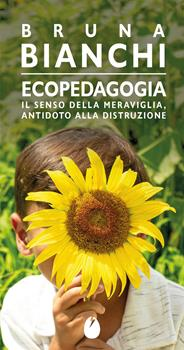 BRUNA
BIANCHI
ECOPEDAGOGIA
IL SENSO DELLA MERAVIGLIA,
ANTIDOTO ALLA DISTRUZIONE